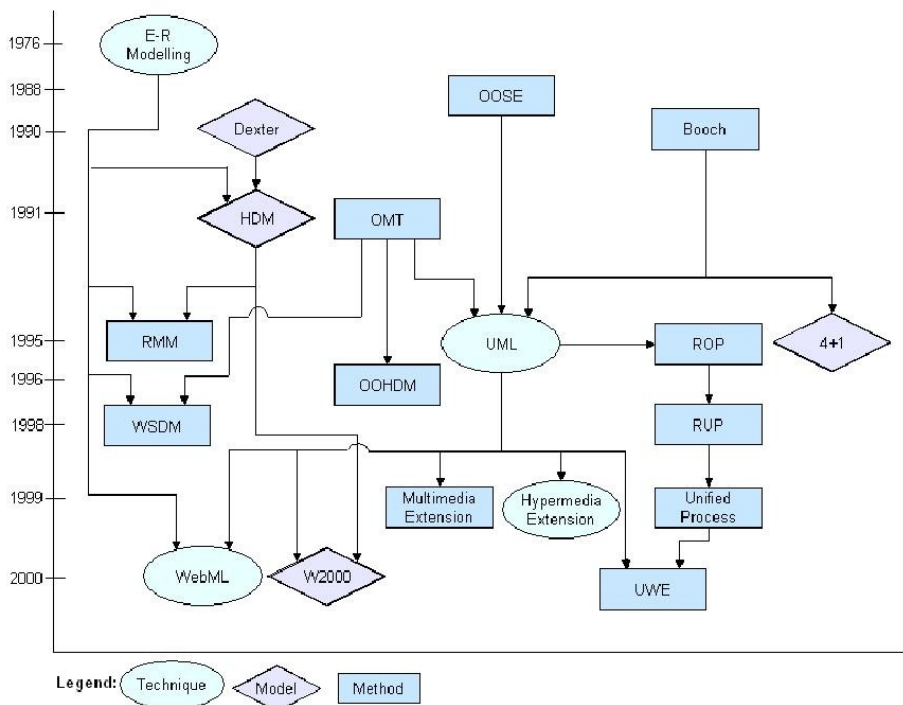 1976
E-R
Modelling
1988
OOSE
1990
Dexter
Booch
1991
HDM
OMT
1995
RMM
UML
ROP
4+1
1996
OOHDM
1998
WSDM
RUP
1999
Multimedia
Extension
Hypermedia
Extension
Unified
Process
2000
WebML
W2000
UWE
Legend:
Technique
Model
Method